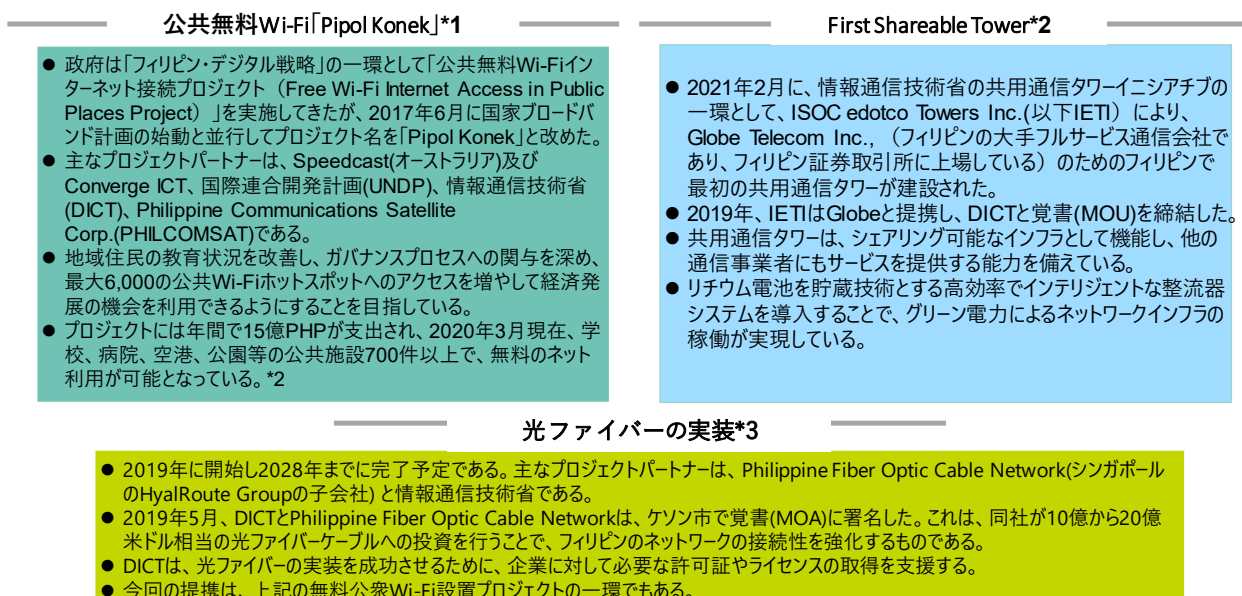 公共無料Wi-Fi「Pipol Konek」*1
● 政府は「フィリピン・デジタル戦略」の一環として「公共無料Wi-Fiイン
ターネット接続プロジェクト（Free Wi-Fi Internet Access in Public
Places Project）」を実施してきたが、2017年6月に国家ブロードバ
ンド計画の始動と並行してプロジェクト名を「Pipol Konek」と改めた。
● 主なプロジェクトパートナーは、Speedcast(オーストラリア)及び
Converge ICT、国際連合開発計画(UNDP)、情報通信技術省
(DICT)、Philippine Communications Satellite
Corp.(PHILCOMSAT)である。
● 地域住民の教育状況を改善し、ガバナンスプロセスへの関与を深め、
最大6,000の公共Wi-Fiホットスポットへのアクセスを増やして経済発
展の機会を利用できるようにすることを目指している。
● プロジェクトには年間で15億PHPが支出され、2020年3月現在、学
校、病院、空港、公園等の公共施設700件以上で、無料のネット
利用が可能となっている。*2
First Shareable Tower*2
● 2021年2月に、情報通信技術省の共用通信タワーイニシアチブの
一環として、ISOC edotco Towers Inc.(以下IETI）により、
Globe Telecom Inc.,（フィリピンの大手フルサービス通信会社で
あり、フィリピン証券取引所に上場している）のためのフィリピンで
最初の共用通信タワーが建設された。
● 2019年、IETIはGlobeと提携し、DICTと覚書(MOU)を締結した。
● 共用通信タワーは、シェアリング可能なインフラとして機能し、他の
通信事業者にもサービスを提供する能力を備えている。
● リチウム電池を貯蔵技術とする高効率でインテリジェントな整流器
システムを導入することで、グリーン電力によるネットワークインフラの
稼働が実現している。
光ファイバーの実装*3
● 2019年に開始し2028年までに完了予定である。主なプロジェクトパートナーは、Philippine Fiber Optic Cable Network(シンガポール
のHyalRoute Groupの子会社) と情報通信技術省である。
● 2019年5月、DICTとPhilippine Fiber Optic Cable Networkは、ケソン市で覚書(MOA)に署名した。これは、同社が10億から20億
米ドル相当の光ファイバーケーブルへの投資を行うことで、フィリピンのネットワークの接続性を強化するものである。
● DICTは、光ファイバーの実装を成功させるために、企業に対して必要な許可証やライセンスの取得を支援する。
● 今回の提携は、上記の無料公衆Wi-Fi設置プロジェクトの一環でもある。